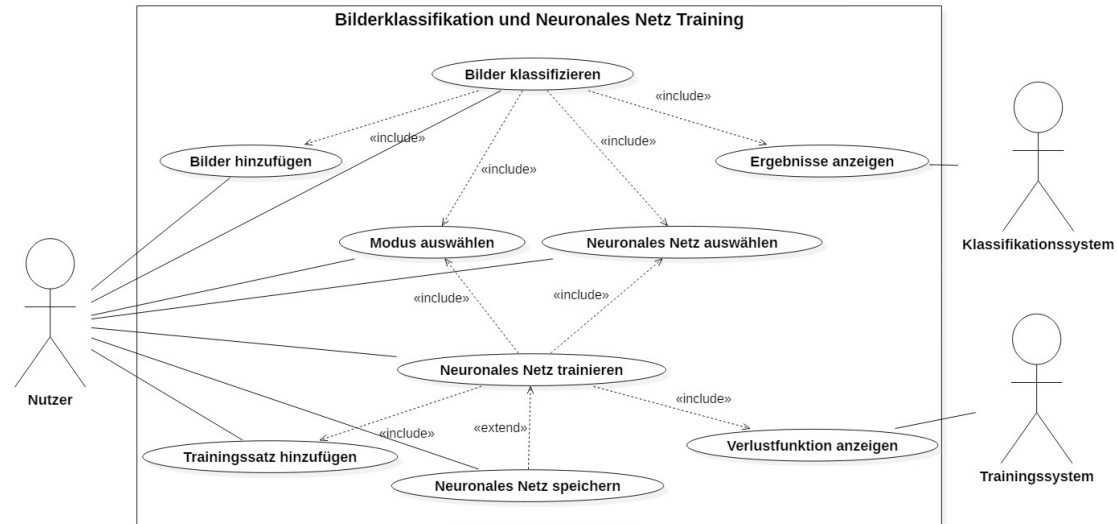 Bilderklassifikation und Neuronales Netz Training
Bilder klassifizieren
«include»
«include»
«include»
Bilder hinzufügen
Ergebnisse anzeigen
«include»
Modus auswählen
Neuronales Netz auswählen
Klassifikationssystem
«include»
«include»
Neuronales Netz trainieren
Nutzer
«include»
«include»
«extend»
Verlustfunktion anzeigen
Trainingssatz hinzufügen
Neuronales Netz speichern
Trainingssystem